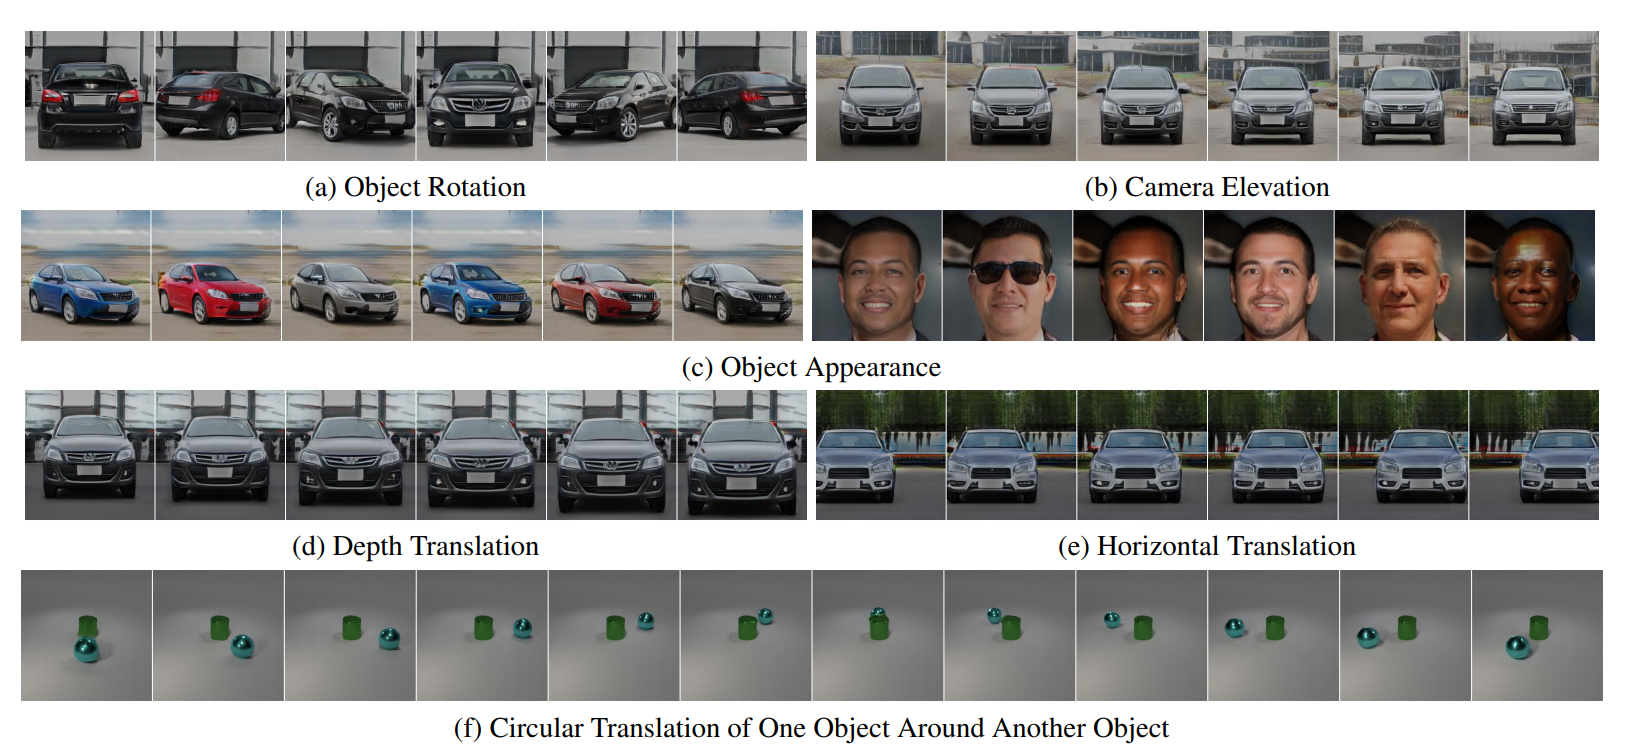 (a) Object Rotation
(b) Camera Elevation
(c) Object Appearance
(d) Depth Translation
(e) Horizontal Translation
(f) Circular Translation of One Object Around Another Object